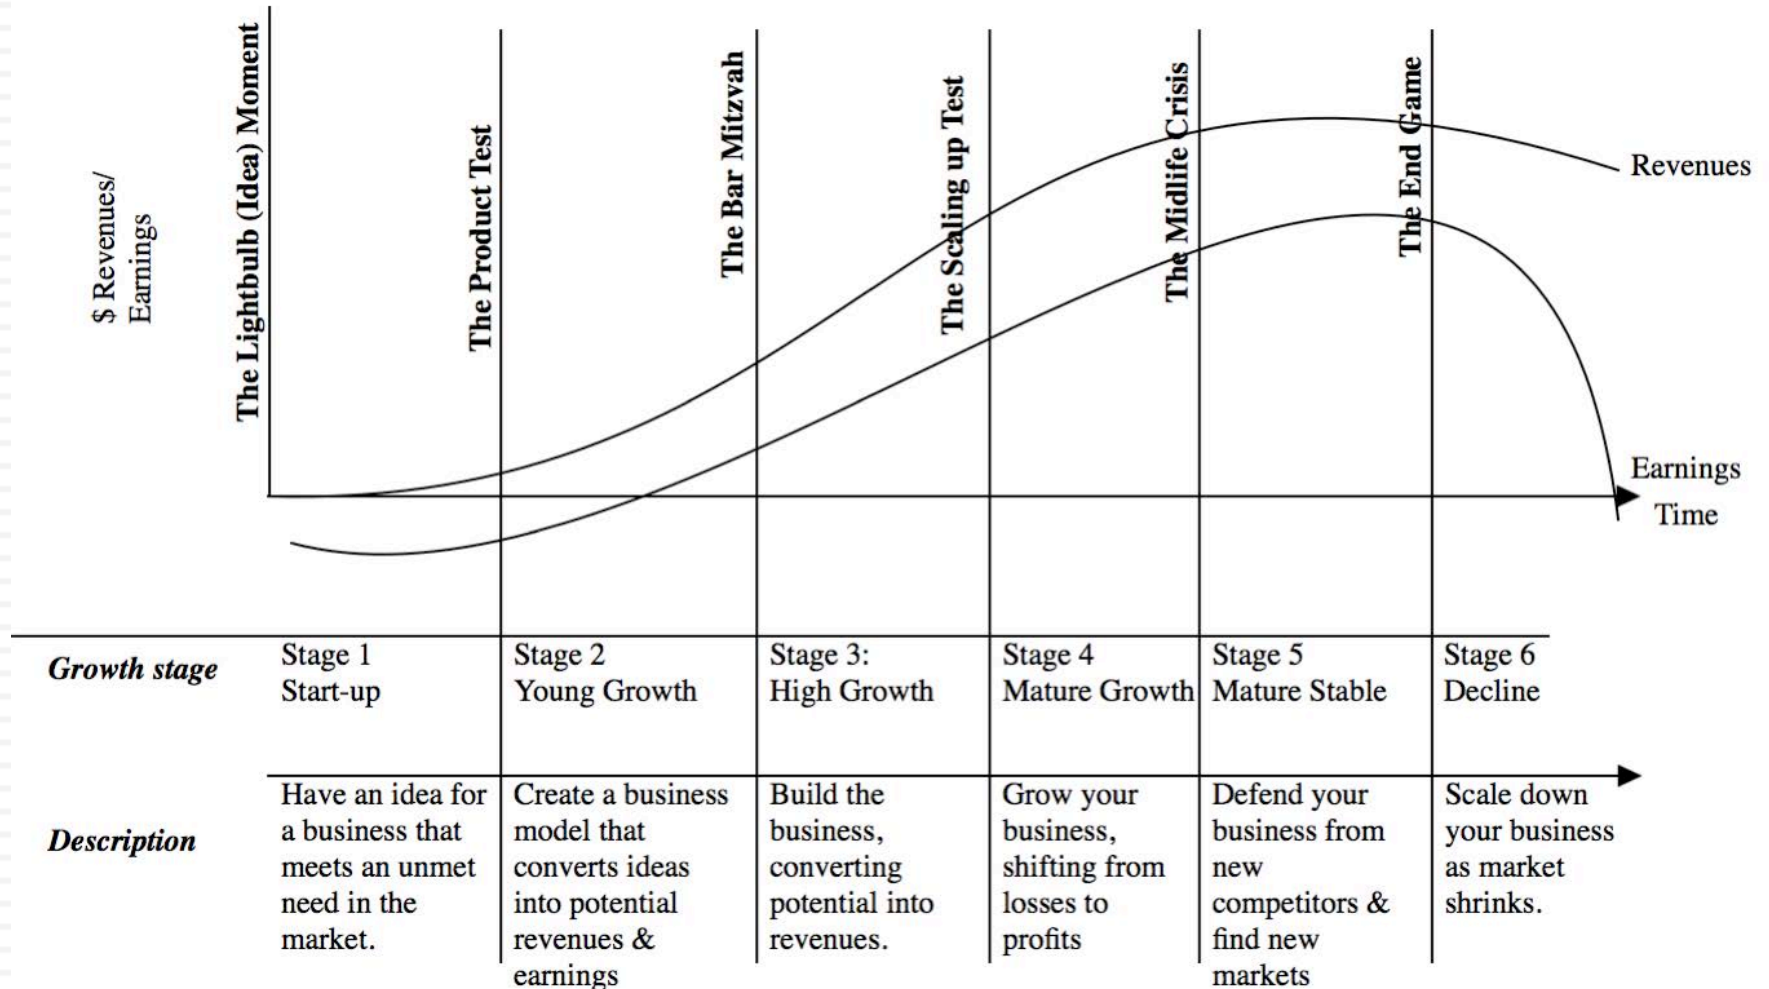 $ Revenues/
Earnings
The Lightbulb (Idea) Moment
The Product Test
The Bar Mitzvah
The Scaling up Test
The Midlife Crisis
The End Game
Revenues
Earnings
Time
Growth stage
Stage 1
Start-up
Stage 2
Young Growth
Stage 3:
High Growth
Stage 4
Mature Growth
Stage 5
Mature Stable
Stage 6
Decline
Description
Have an idea for
a business that
meets an unmet
need in the
market.
Create a business
model that
converts ideas
into potential
revenues &
earnings
Build the
business,
converting
potential into
revenues.
Grow your
business,
shifting from
losses to
profits
Defend your
business from
new
competitors &
find new
markets
Scale down
your business
as market
shrinks.